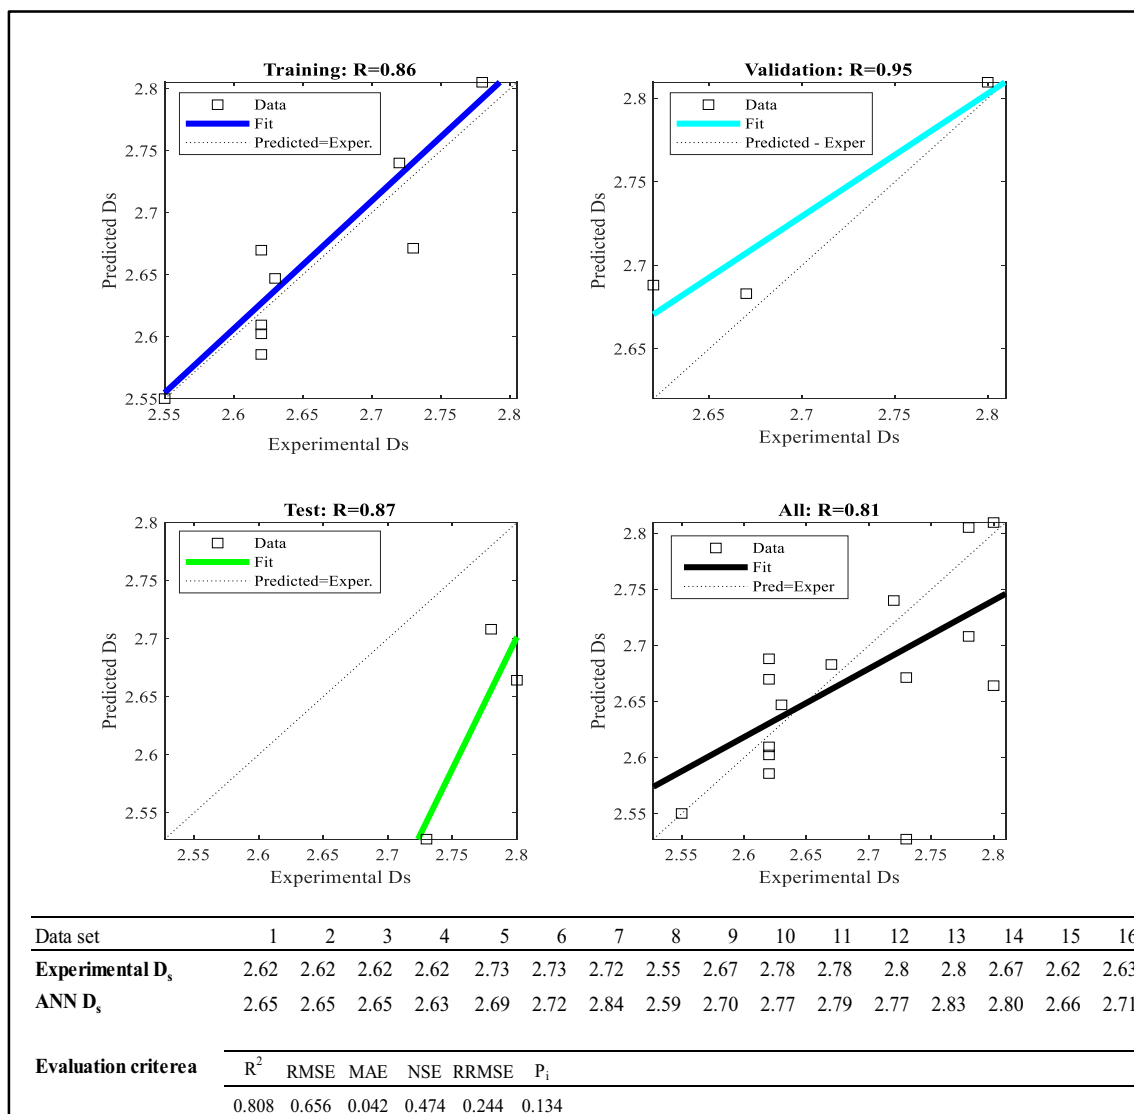 Training: R=0.86
Data
Fit
Predicted=Exper.
2.8
2.75
2.7
2.65
2.6
2.55
Predicted Ds
2.55 2.6 2.65 2.7 2.75 2.8
Experimental Ds
Validation: R=0.95
Data
Fit
Predicted - Exper
2.8
2.75
2.7
2.65
Predicted Ds
2.65 2.7 2.75 2.8
Experimental Ds
Test: R=0.87
Data
Fit
Predicted=Exper.
2.8
2.75
2.7
2.65
2.6
2.55
Predicted Ds
2.55 2.6 2.65 2.7 2.75 2.8
Experimental Ds
All: R=0.81
Data
Fit
Pred=Exper
2.8
2.75
2.7
2.65
2.6
2.55
Predicted Ds
2.55 2.6 2.65 2.7 2.75 2.8
Experimental Ds
Data set 1 2 3 4 5 6 7 8 9 10 11 12 13 14 15 16
Experimental Ds 2.62 2.62 2.62 2.62 2.73 2.73 2.72 2.55 2.67 2.78 2.78 2.8 2.8 2.67 2.62 2.63
ANN Ds 2.65 2.65 2.65 2.63 2.69 2.72 2.84 2.59 2.70 2.77 2.79 2.77 2.83 2.80 2.66 2.71
Evaluation criterea R2 RMSE MAE NSE RRMSE Pi
0.808 0.656 0.042 0.474 0.244 0.134